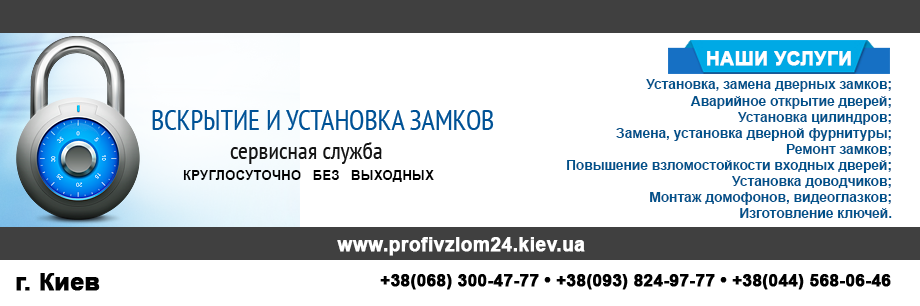 ВСКРЫТИЕ И УСТАНОВКА ЗАМКОВ
сервисная служба
КРУГЛОСУТОЧНО БЕЗ ВЫХОДНЫХ
НАШИ УСЛУГИ
Установка, замена дверных замков;
Аварийное открытие дверей;
Установка цилиндров;
Замена, установка дверной фурнитуры;
Ремонт замков;
Повышение взломостойкости входных дверей;
Установка доводчиков;
Монтаж домофонов, видеоглазков;
Изготовление ключей.
www.profivzlom24.kiev.ua
г. Киев
+38(068) 300-47-77 • +38(093) 824-97-77 • +38(044) 568-06-46